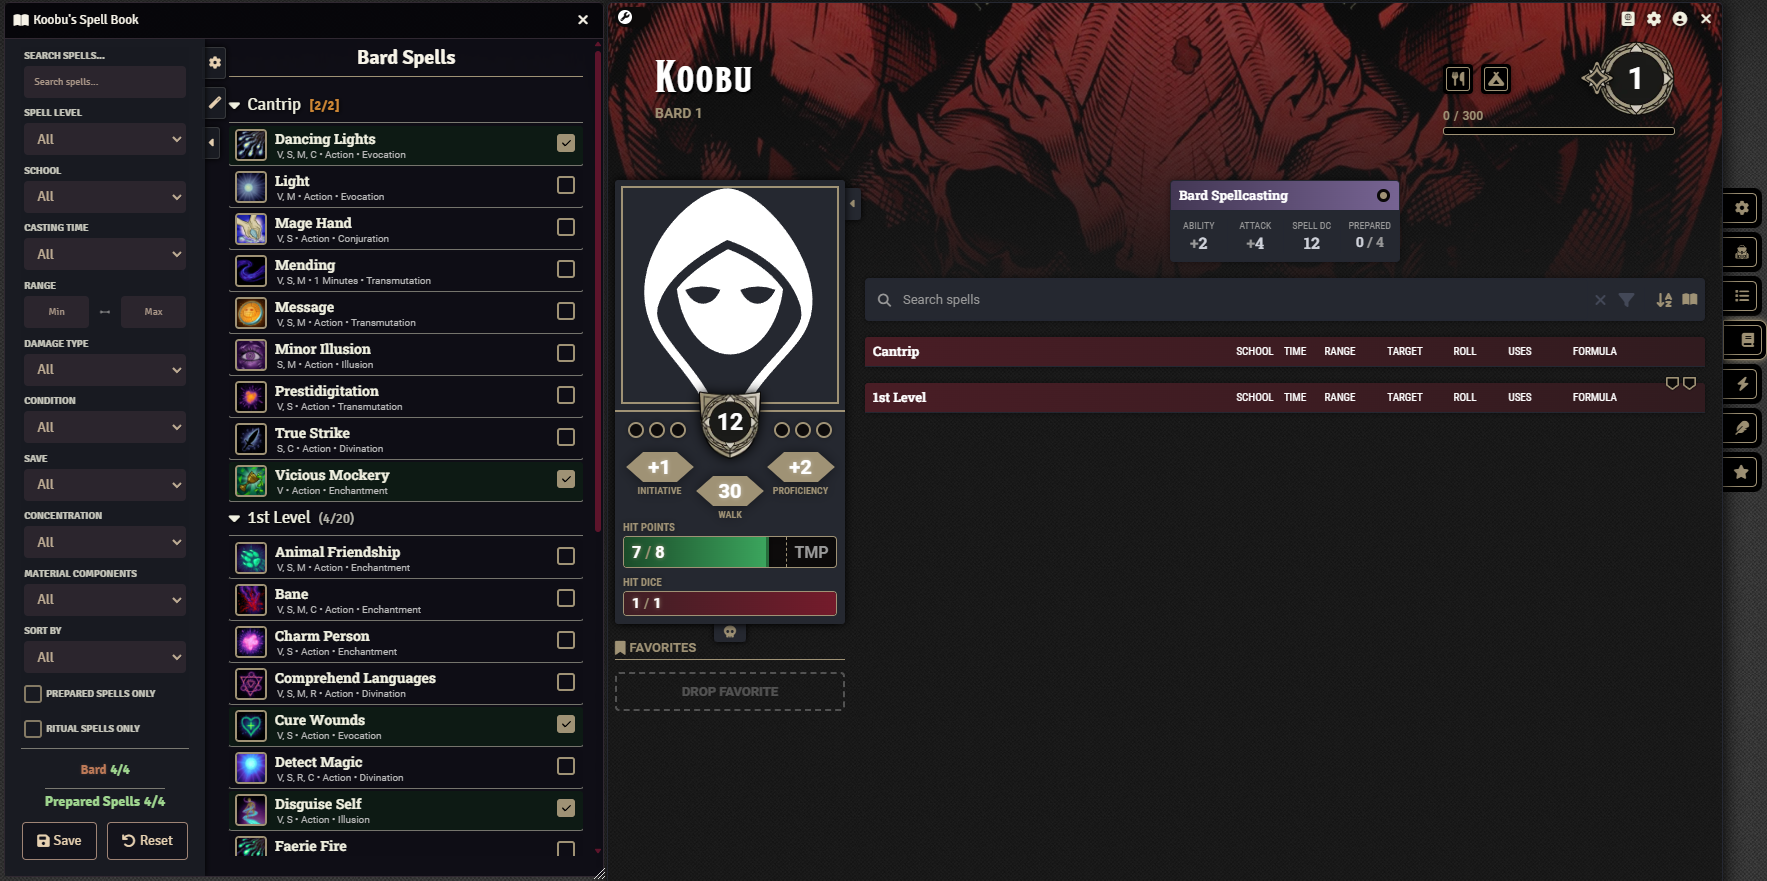 Koobu's Spell Book
SEARCH SPELLS...
Search spells...
SPELL LEVEL
All
SCHOOL
All
CASTING TIME
All
RANGE
Min
Max
DAMAGE TYPE
All
CONDITION
All
SAVE
All
CONCENTRATION
All
MATERIAL COMPONENTS
All
SORT BY
All
PREPARED SPELLS ONLY
RITUAL SPELLS ONLY
Bard 4/4
Prepared Spells 4/4
Save Reset
Bard Spells
Cantrip [2/2]
Dancing Lights
V, S, M, C • Action • Evocation
Light
V, M • Action • Evocation
Mage Hand
V, S • Action • Conjuration
Mending
V, S, M • 1 Minutes • Transmutation
Message
V, S, M • Action • Transmutation
Minor Illusion
S, M • Action • Illusion
Prestidigitation
V, S • Action • Transmutation
True Strike
S, C • Action • Divination
Vicious Mockery
V • Action • Enchantment
1st Level (4/20)
Animal Friendship
V, S, M • Action • Enchantment
Bane
V, S, M, C • Action • Enchantment
Charm Person
V, S • Action • Enchantment
Comprehend Languages
V, S, M, R • Action • Divination
Cure Wounds
V, S • Action • Evocation
Detect Magic
V, S, R, C • Action • Divination
Disguise Self
V, S • Action • Illusion
Faerie Fire
KOOBU
BARD 1
1
0 / 300
12
+1
INITIATIVE
30
WALK
+2
PROFICIENCY
HIT POINTS
7 / 8 TMP
HIT DICE
1 / 1
FAVORITES
DROP FAVORITE
Bard Spellcasting
ABILITY ATTACK SPELL DC PREPARED
+2 +4 12 0 / 4
Search spells
Cantrip SCHOOL TIME RANGE TARGET ROLL USES FORMULA
1st Level SCHOOL TIME RANGE TARGET ROLL USES FORMULA